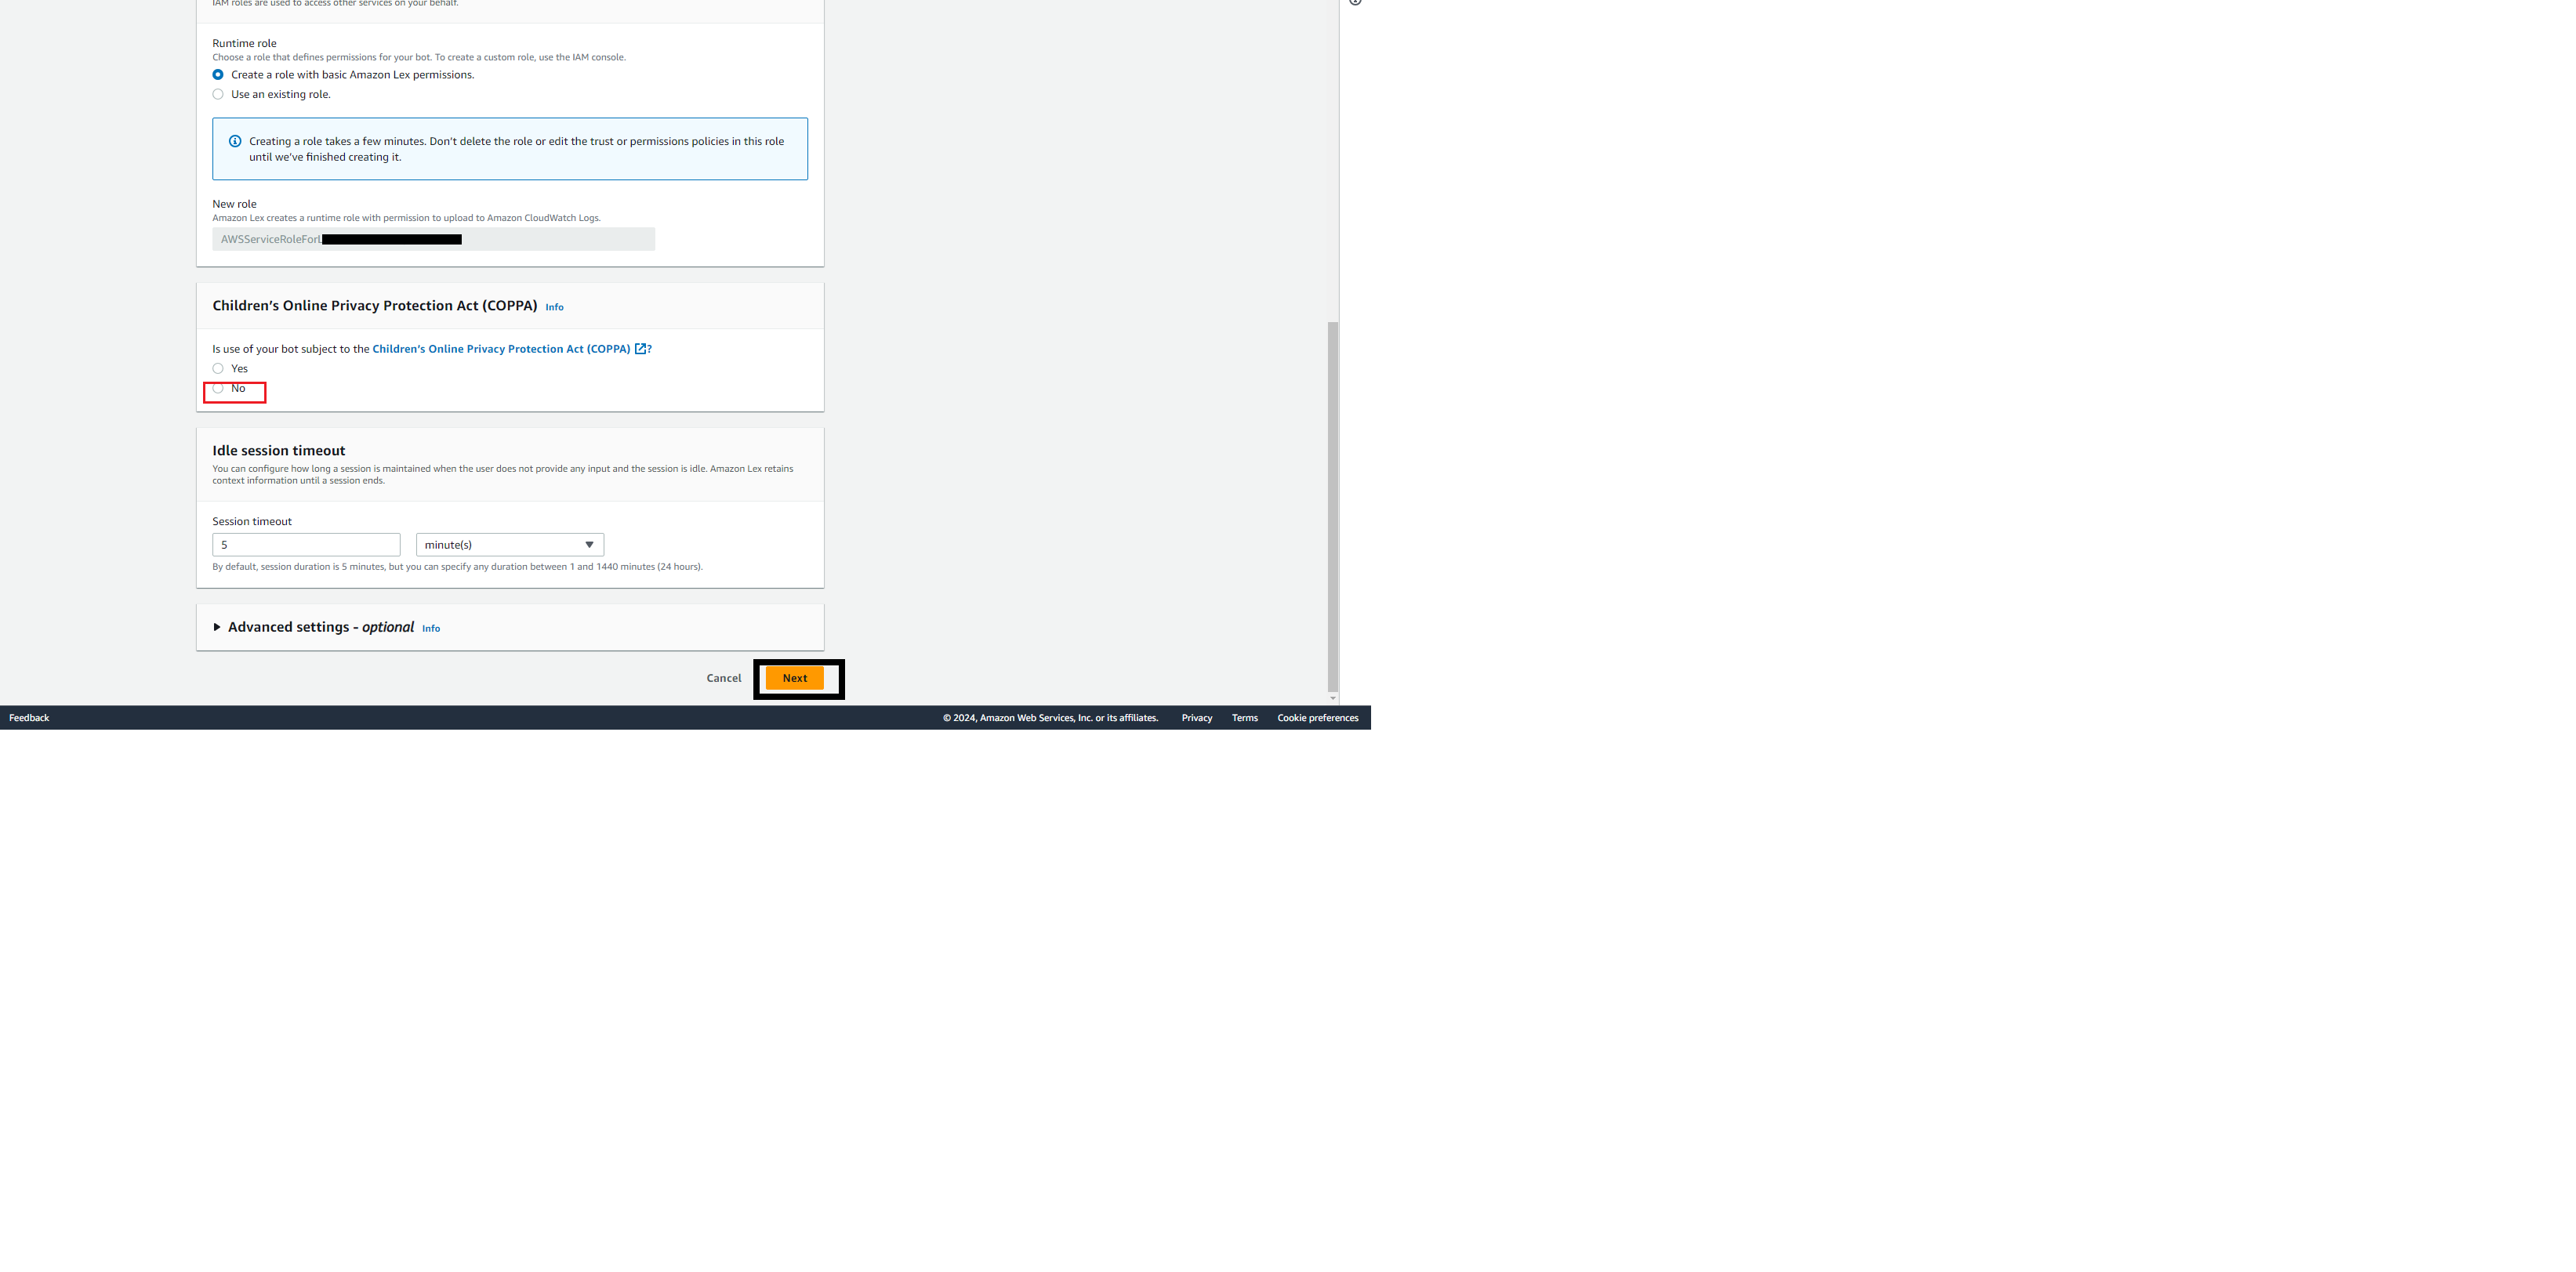 IAM roles are used to access other services on your behalf.
Runtime role
Choose a role that defines permissions for your bot. To create a custom role, use the IAM console.
Create a role with basic Amazon Lex permissions.
Use an existing role.
Creating a role takes a few minutes. Don't delete the role or edit the trust or permissions policies in this role
until we've finished creating it.
New role
Amazon Lex creates a runtime role with permission to upload to Amazon CloudWatch Logs.
AWSServiceRoleForL
Children's Online Privacy Protection Act (COPPA) Info
Is use of your bot subject to the Children's Online Privacy Protection Act (COPPA) ?
Yes
No
Idle session timeout
You can configure how long a session is maintained when the user does not provide any input and the session is idle. Amazon Lex retains
context information until a session ends.
Session timeout
5 minute(s)
By default, session duration is 5 minutes, but you can specify any duration between 1 and 1440 minutes (24 hours).
Advanced settings - optional Info
Cancel Next
Feedback © 2024, Amazon Web Services, Inc. or its affiliates. Privacy Terms Cookie preferences